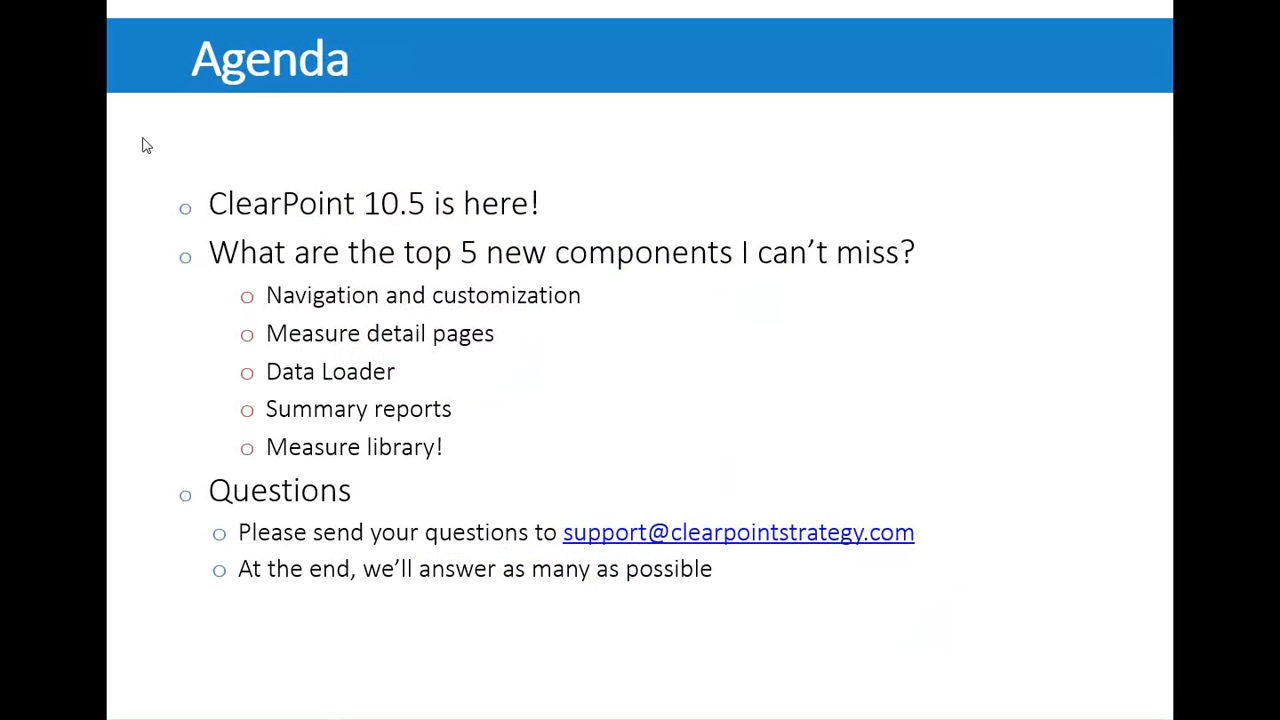 Agenda
ClearPoint 10.5 is here!
What are the top 5 new components I can’t miss?
Navigation and customization
Measure detail pages
Data Loader
Summary reports
Measure library!
Questions
Please send your questions to support@clearpointstrategy.com
At the end, we’ll answer as many as possible